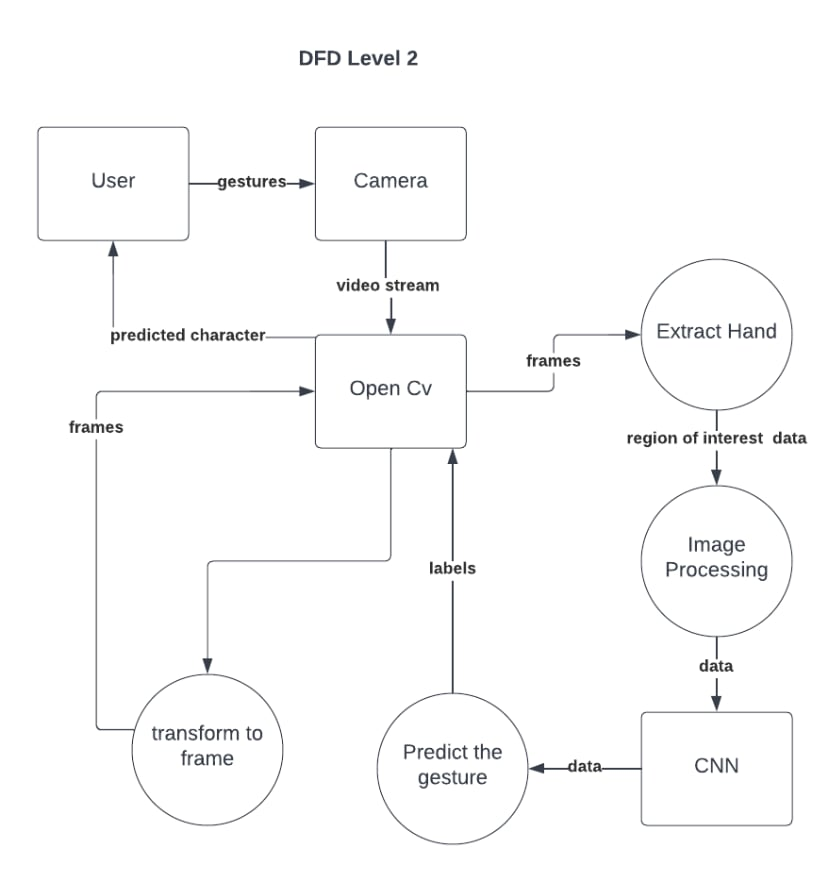 DFD Level 2
User
gestures
Camera
video stream
predicted character
Open Cv
frames
Extract Hand
frames
region of interest  data
Image
Processing
labels
data
transform to
frame
Predict the
gesture
data
CNN